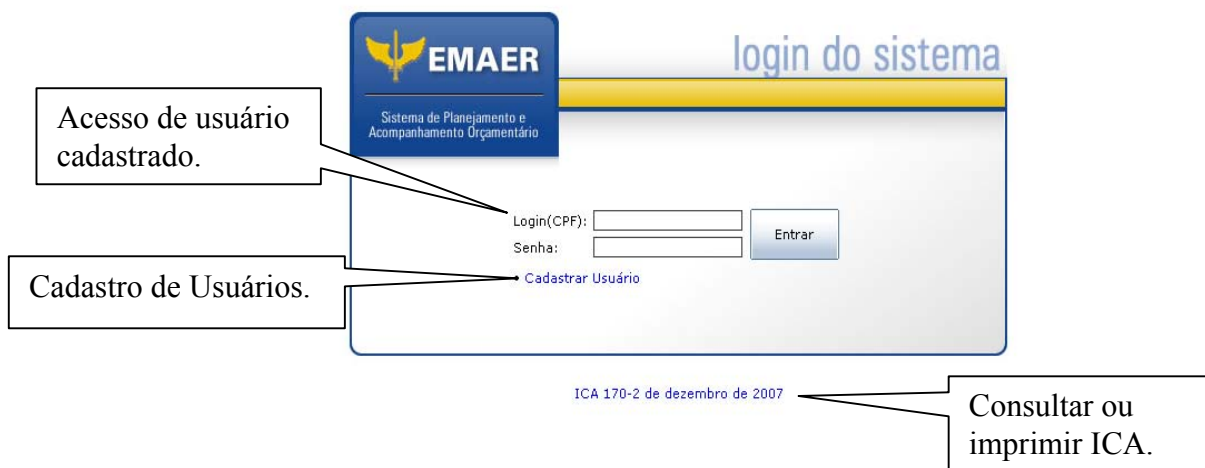 EMAER
login do sistema
Sistema de Planejamento e
Acompanhamento Orçamentário
Acesso de usuário
cadastrado.
Login(CPF):
Senha:
Entrar
Cadastrar Usuário
Cadastro de Usuários.
ICA 170-2 de dezembro de 2007
Consultar ou
imprimir ICA.